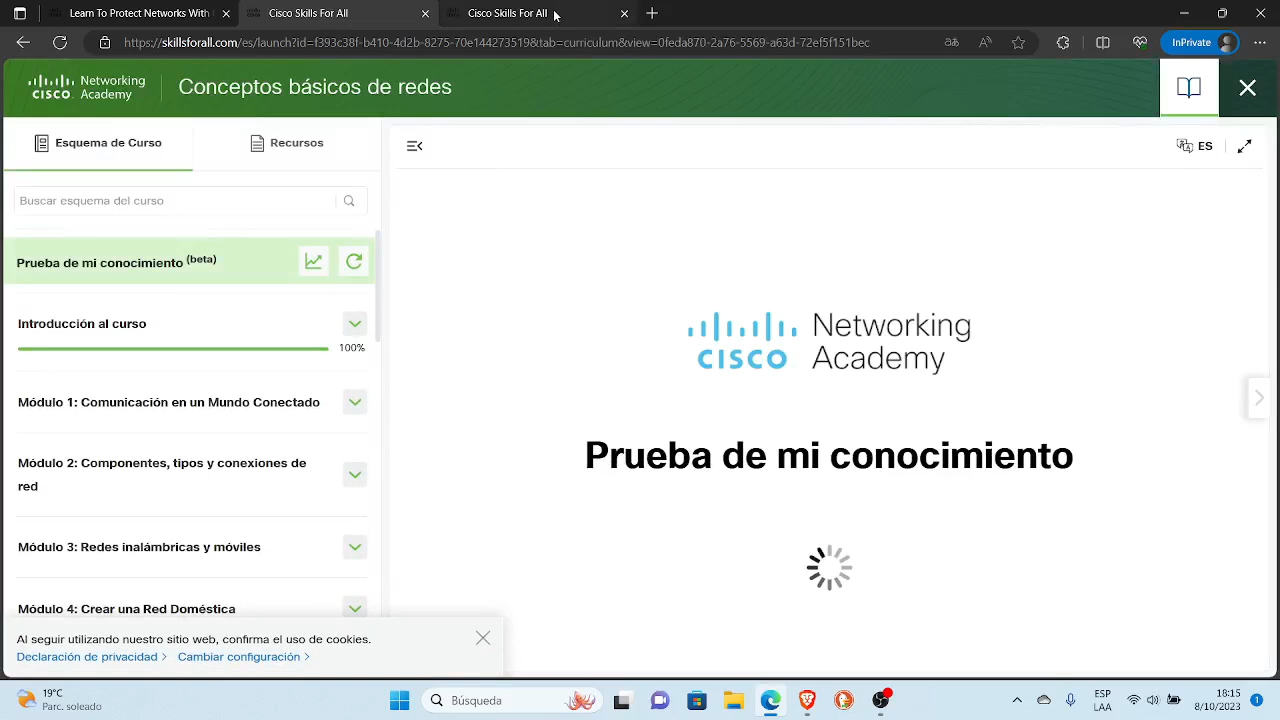 Learn To Protect Networks With
Cisco Skills For All
Cisco Skills For All
https://skillsforall.com/es/launch?id=f393c38f-b410-4d2b-8275-70d144235519&tab=curriculum&view=0feda870-2a76-5569-a63d-72ef5f151bec
InPrivate
CISCO Networking Academy
Conceptos básicos de redes
Esquema de Curso
Recursos
ES
Buscar esquema del curso
Prueba de mi conocimiento (beta)
Introducción al curso
100%
Módulo 1: Comunicación en un Mundo Conectado
Módulo 2: Componentes, tipos y conexiones de
red
Módulo 3: Redes inalámbricas y móviles
Módulo 4: Crear una Red Doméstica
Networking
CISCO Academy
Prueba de mi conocimiento
Al seguir utilizando nuestro sitio web, confirma el uso de cookies.
Declaración de privacidad > Cambiar configuración >
19°C
Parc. soleado
Búsqueda
ESP
LAA
18:15
8/10/2023
1